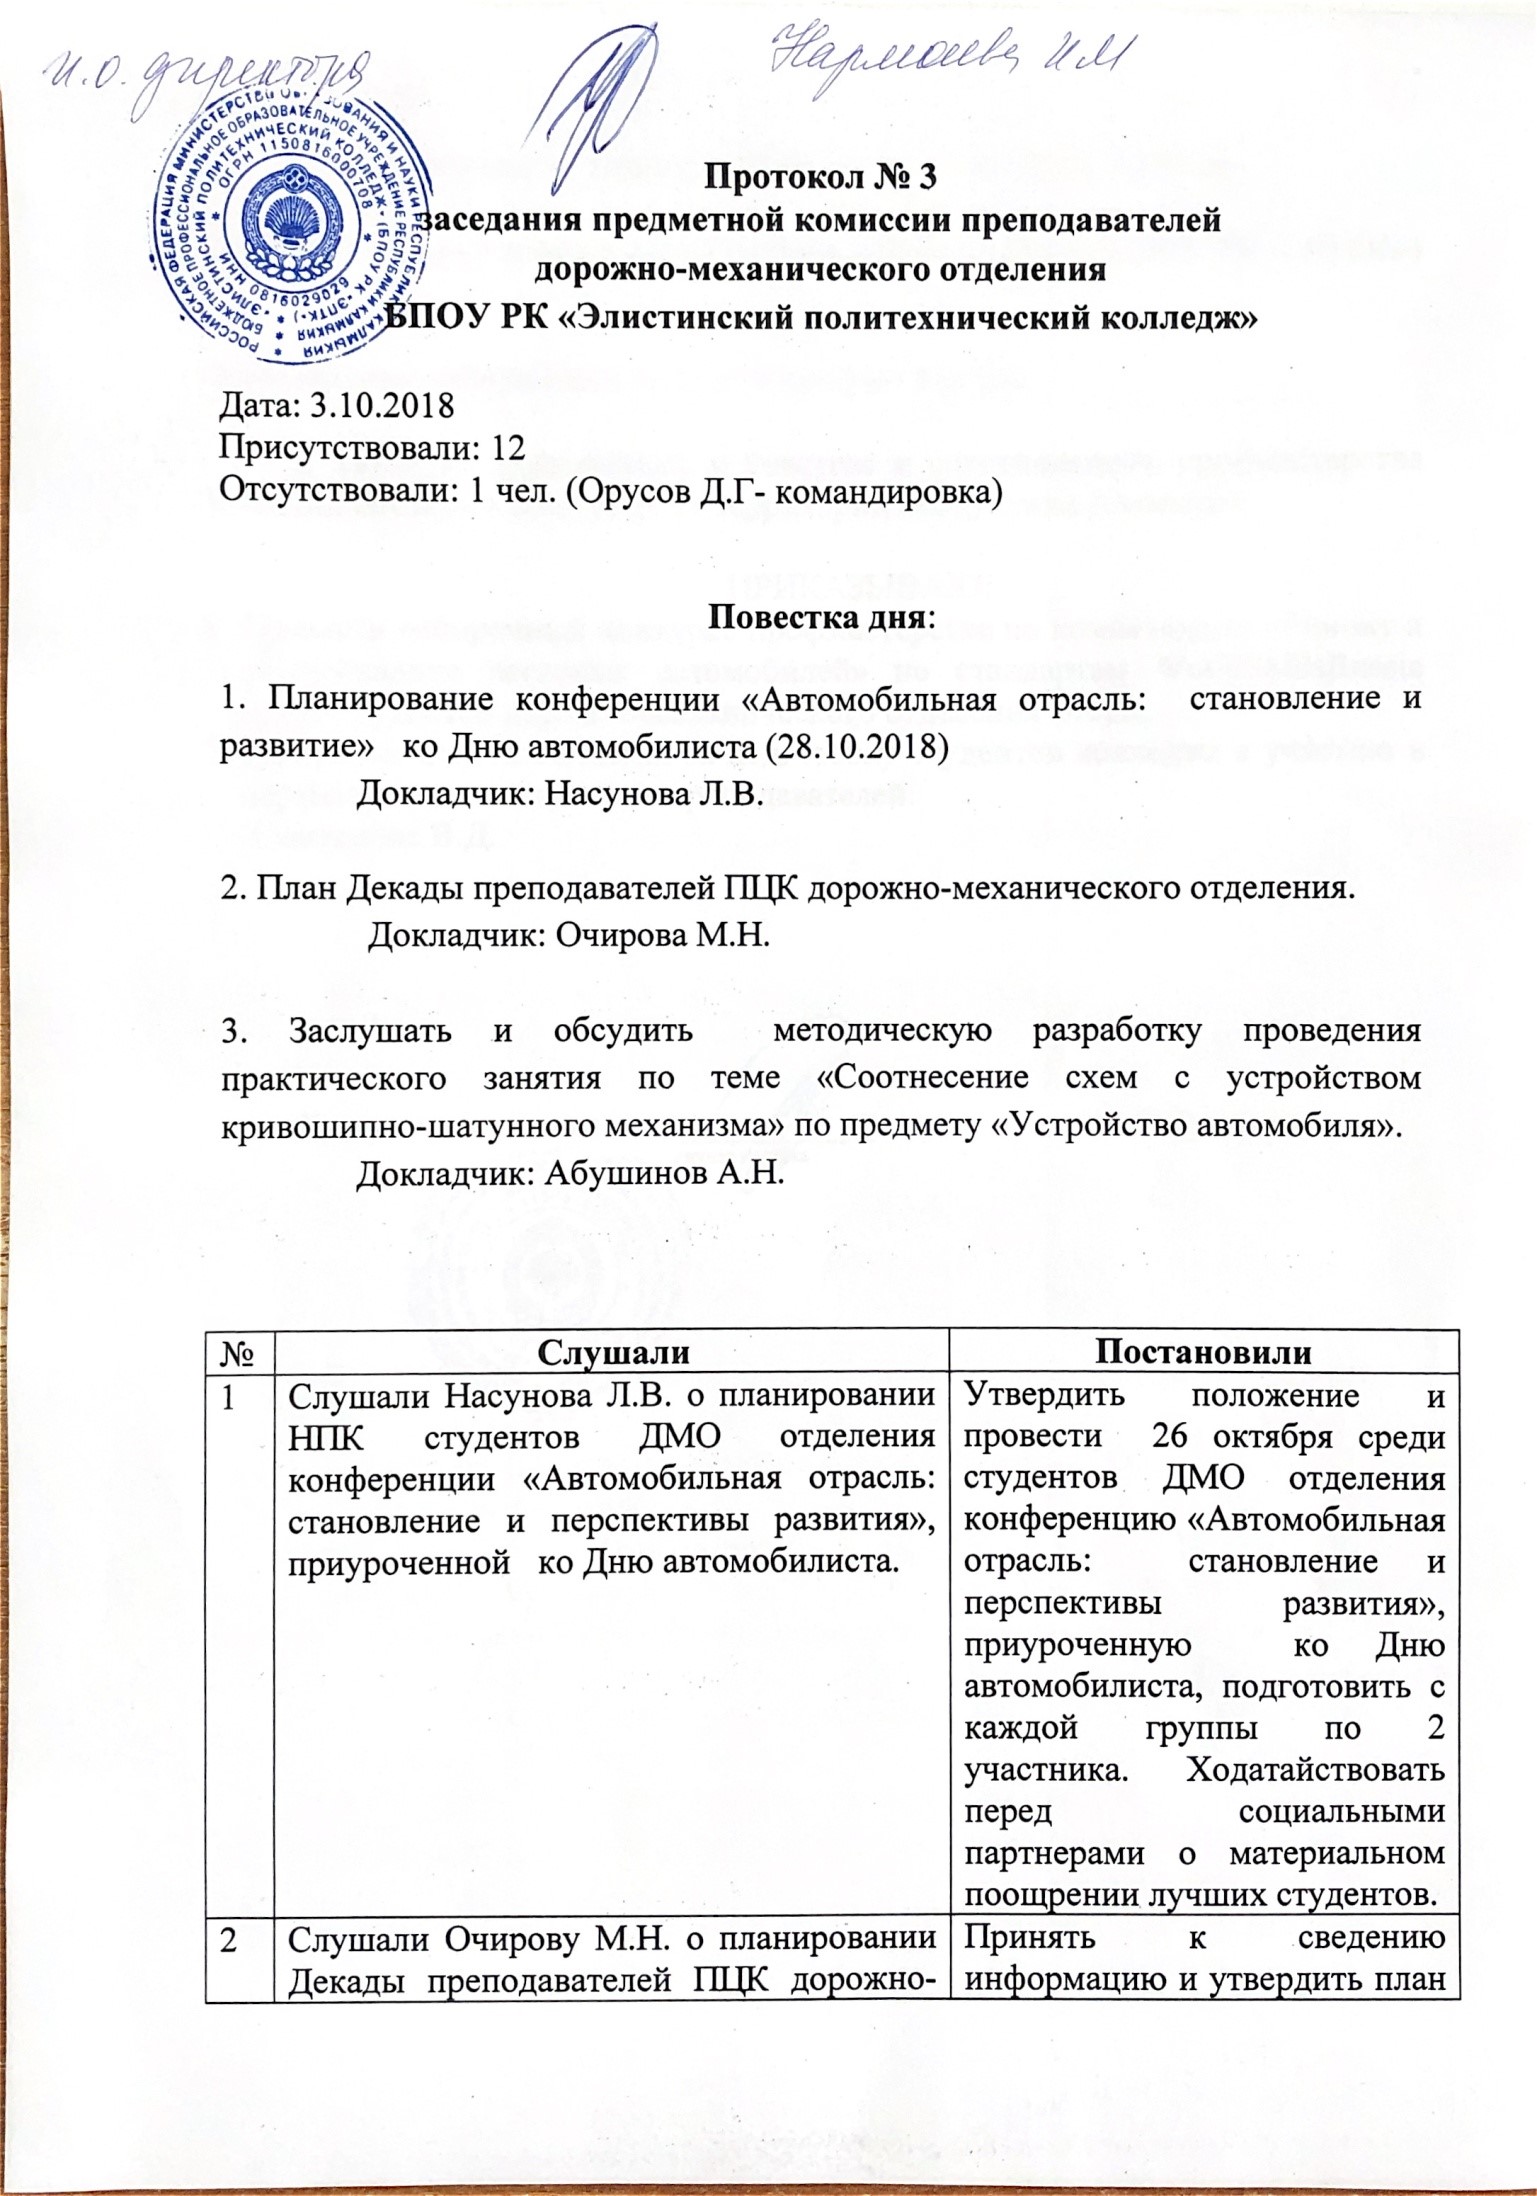 и.о. директора Нармаева И М
РОССИЙСКАЯ ФЕДЕРАЦИЯ МИНИСТЕРСТВО ОБРАЗОВАНИЯ И НАУКИ РЕСПУБЛИКИ КАЛМЫКИЯ
БЮДЖЕТНОЕ ПРОФЕССИОНАЛЬНОЕ ОБРАЗОВАТЕЛЬНОЕ УЧРЕЖДЕНИЕ РЕСПУБЛИКИ КАЛМЫКИЯ
«ЭЛИСТИНСКИЙ ПОЛИТЕХНИЧЕСКИЙ КОЛЛЕДЖ» (БПОУ РК «ЭПТК»)
ОГРН 1150816000708
ИНН 0816029029
Протокол № 3
заседания предметной комиссии преподавателей
дорожно-механического отделения
БПОУ РК «Элистинский политехнический колледж»
Дата: 3.10.2018
Присутствовали: 12
Отсутствовали: 1 чел. (Орусов Д.Г- командировка)
Повестка дня:
1. Планирование конференции «Автомобильная отрасль: становление и
развитие» ко Дню автомобилиста (28.10.2018)
Докладчик: Насунова Л.В.
2. План Декады преподавателей ПЦК дорожно-механического отделения.
Докладчик: Очирова М.Н.
3. Заслушать и обсудить методическую разработку проведения
практического занятия по теме «Соотнесение схем с устройством
кривошипно-шатунного механизма» по предмету «Устройство автомобиля».
Докладчик: Абушинов А.Н.
№ Слушали Постановили
1
Слушали Насунова Л.В. о планировании
НПК студентов ДМО отделения
конференции «Автомобильная отрасль:
становление и перспективы развития»,
приуроченной ко Дню автомобилиста.
Утвердить положение и
провести 26 октября среди
студентов ДМО отделения
конференцию «Автомобильная
отрасль: становление и
перспективы развития»,
приуроченную ко Дню
автомобилиста, подготовить с
каждой группы по 2
участника. Ходатайствовать
перед социальными
партнерами о материальном
поощрении лучших студентов.
2
Слушали Очирову М.Н. о планировании
Декады преподавателей ПЦК дорожно-
Принять к сведению
информацию и утвердить план